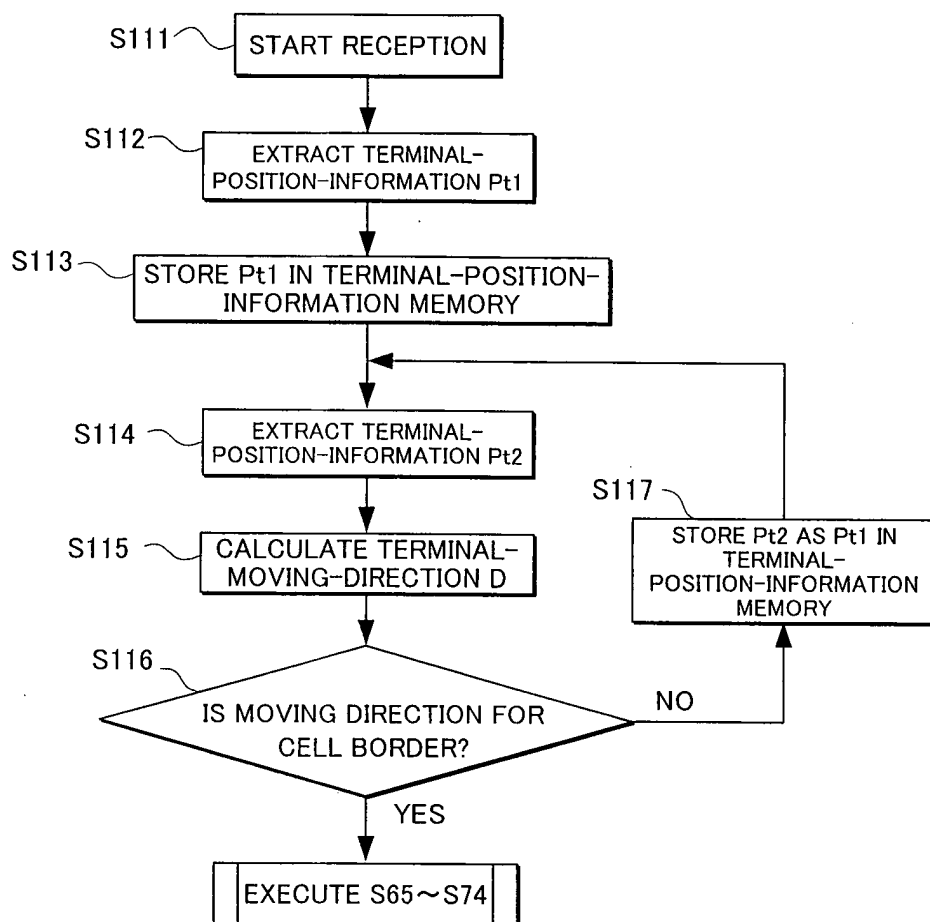 S111
START RECEPTION
S112
EXTRACT TERMINAL-
POSITION-INFORMATION Pt1
S113
STORE Pt1 IN TERMINAL-POSITION-
INFORMATION MEMORY
S114
EXTRACT TERMINAL-
POSITION-INFORMATION Pt2
S115
CALCULATE TERMINAL-
MOVING-DIRECTION D
S116
IS MOVING DIRECTION FOR
CELL BORDER?
NO
S117
STORE Pt2 AS Pt1 IN
TERMINAL-
POSITION-INFORMATION
MEMORY
YES
EXECUTE S65～S74